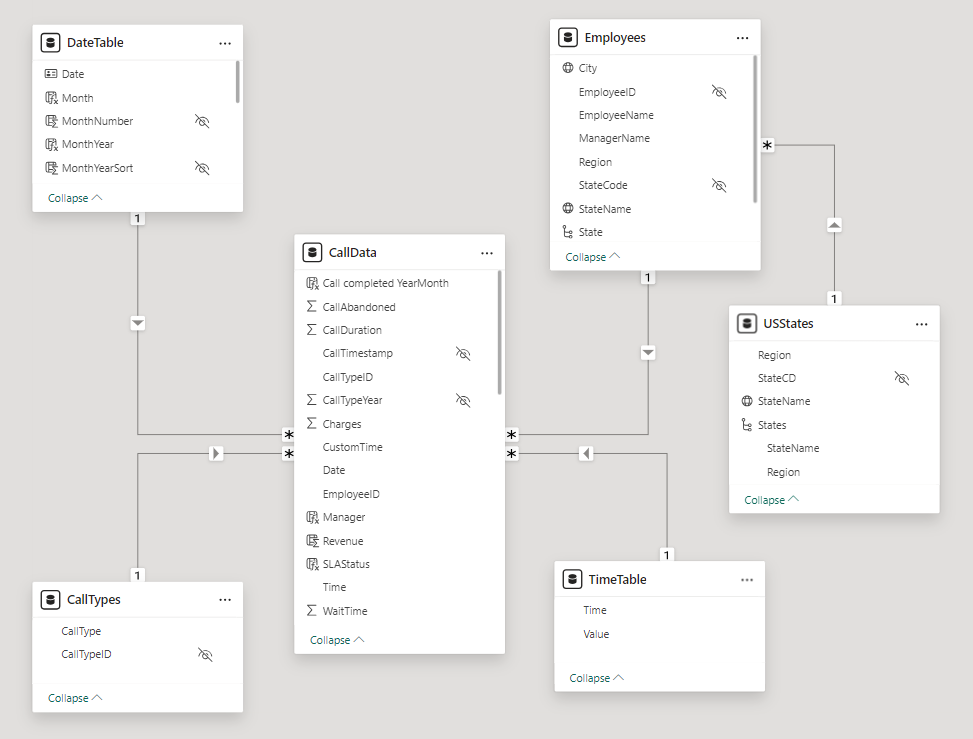 DateTable
Date
Month
MonthNumber
MonthYear
MonthYearSort
Collapse
1
Employees
City
EmployeeID
EmployeeName
ManagerName
Region
StateCode
StateName
State
Collapse
1
*
1
CallData
Call completed YearMonth
CallAbandoned
CallDuration
CallTimestamp
CallTypeID
CallTypeYear
Charges
CustomTime
Date
EmployeeID
Manager
Revenue
SLAStatus
Time
WaitTime
Collapse
*
*
*
*
USStates
Region
StateCD
StateName
States
StateName
Region
Collapse
1
CallTypes
CallType
CallTypeID
Collapse
1
TimeTable
Time
Value
Collapse